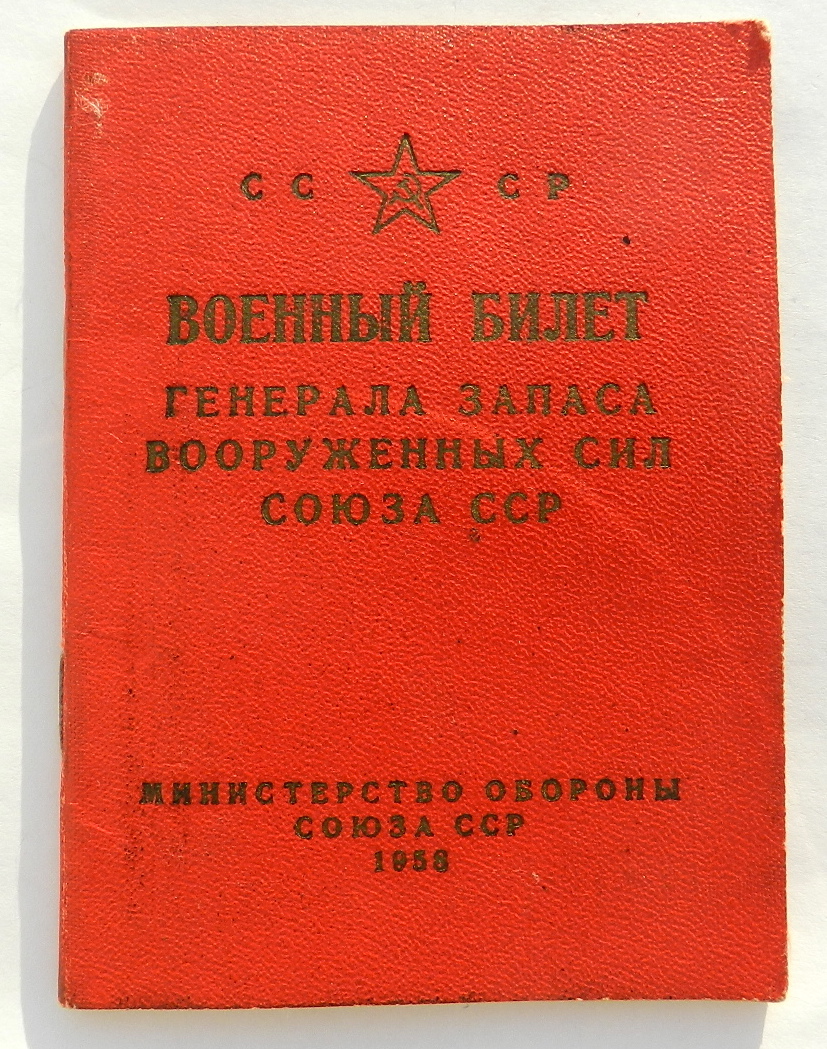 СС СР
ВОЕННЫЙ БИЛЕТ
ГЕНЕРАЛА ЗАПАСА
ВООРУЖЕННЫХ СИЛ
СОЮЗА ССР
МИНИСТЕРСТВО ОБОРОНЫ
СОЮЗА ССР
1958